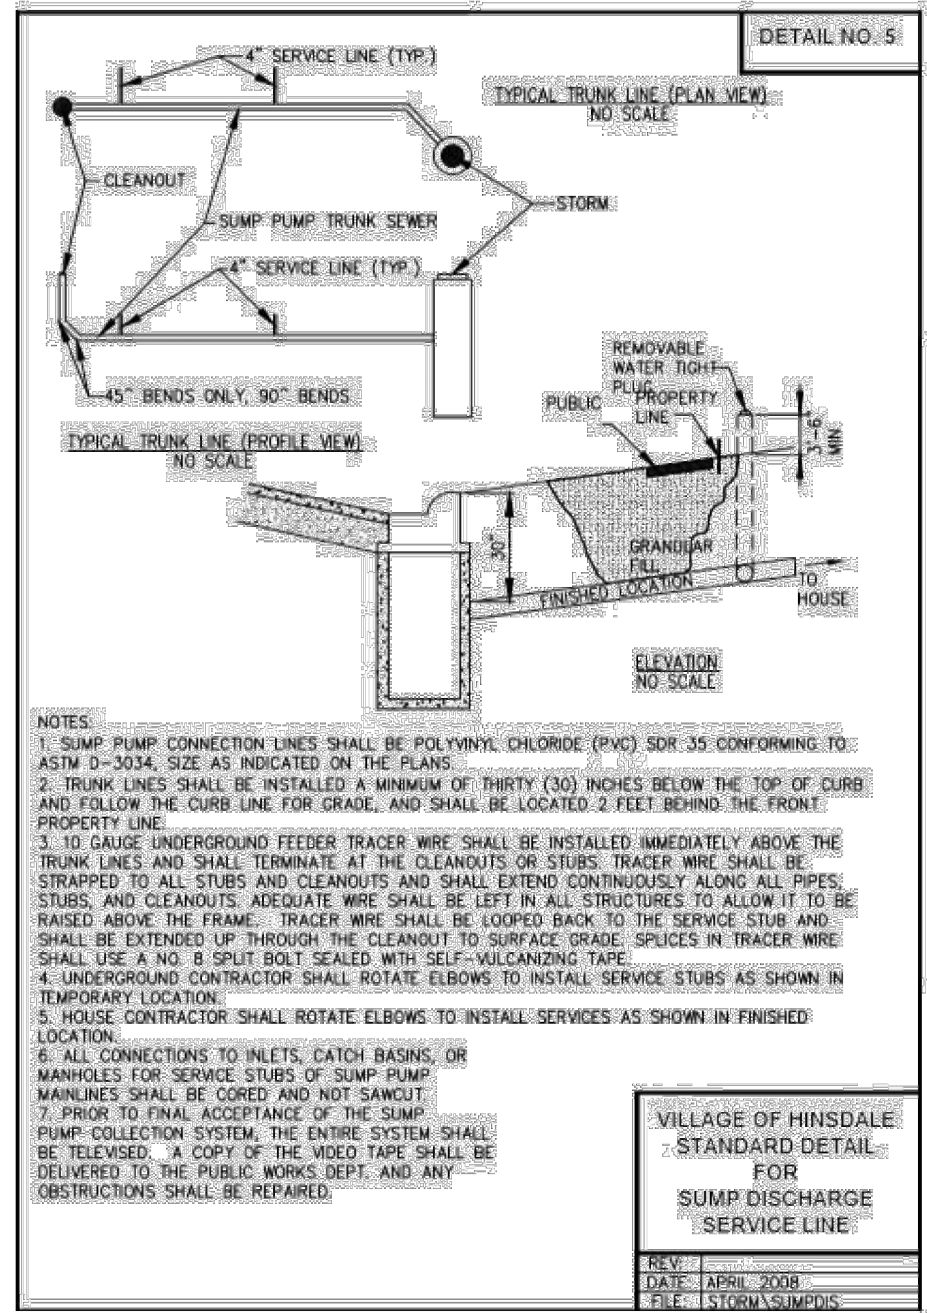 DETAIL NO. 5
4" SERVICE LINE (TYP.)
TYPICAL TRUNK LINE (PLAN VIEW)
NO SCALE
CLEANOUT
STORM
SUMP PUMP TRUNK SEWER
4" SERVICE LINE (TYP.)
45° BENDS ONLY, 90° BENDS
TYPICAL TRUNK LINE (PROFILE VIEW)
NO SCALE
REMOVABLE
WATER TIGHT
PLUG
PUBLIC
PROPERTY
LINE
3'-6"
MIN.
30"
GRANULAR
FILL
FINISHED LOCATION
TO
HOUSE
ELEVATION
NO SCALE
NOTES:
1. SUMP PUMP CONNECTION LINES SHALL BE POLYVINYL CHLORIDE (PVC) SDR 35 CONFORMING TO
ASTM D-3034, SIZE AS INDICATED ON THE PLANS.
2. TRUNK LINES SHALL BE INSTALLED A MINIMUM OF THIRTY (30) INCHES BELOW THE TOP OF CURB
AND FOLLOW THE CURB LINE FOR GRADE, AND SHALL BE LOCATED 2 FEET BEHIND THE FRONT
PROPERTY LINE.
3. 10 GAUGE UNDERGROUND FEEDER TRACER WIRE SHALL BE INSTALLED IMMEDIATELY ABOVE THE
TRUNK LINES AND SHALL TERMINATE AT THE CLEANOUTS OR STUBS. TRACER WIRE SHALL BE
STRAPPED TO ALL STUBS AND CLEANOUTS AND SHALL EXTEND CONTINUOUSLY ALONG ALL PIPES,
STUBS, AND CLEANOUTS. ADEQUATE WIRE SHALL BE LEFT IN ALL STRUCTURES TO ALLOW IT TO BE
RAISED ABOVE THE FRAME. TRACER WIRE SHALL BE LOOPED BACK TO THE SERVICE STUB AND
SHALL BE EXTENDED UP THROUGH THE CLEANOUT TO SURFACE GRADE. SPLICES IN TRACER WIRE
SHALL USE A NO. 8 SPLIT BOLT SEALED WITH SELF-VULCANIZING TAPE.
4. UNDERGROUND CONTRACTOR SHALL ROTATE ELBOWS TO INSTALL SERVICE STUBS AS SHOWN IN
TEMPORARY LOCATION.
5. HOUSE CONTRACTOR SHALL ROTATE ELBOWS TO INSTALL SERVICES AS SHOWN IN FINISHED
LOCATION.
6. ALL CONNECTIONS TO INLETS, CATCH BASINS, OR
MANHOLES FOR SERVICE STUBS OF SUMP PUMP
MAINLINES SHALL BE CORED AND NOT SAWCUT.
7. PRIOR TO FINAL ACCEPTANCE OF THE SUMP
PUMP COLLECTION SYSTEM, THE ENTIRE SYSTEM SHALL
BE TELEVISED. A COPY OF THE VIDEO TAPE SHALL BE
DELIVERED TO THE PUBLIC WORKS DEPT. AND ANY
OBSTRUCTIONS SHALL BE REPAIRED.
VILLAGE OF HINSDALE
STANDARD DETAIL
FOR
SUMP DISCHARGE
SERVICE LINE
REV:
DATE: APRIL 2008
FILE: STORM\SUMPDIS